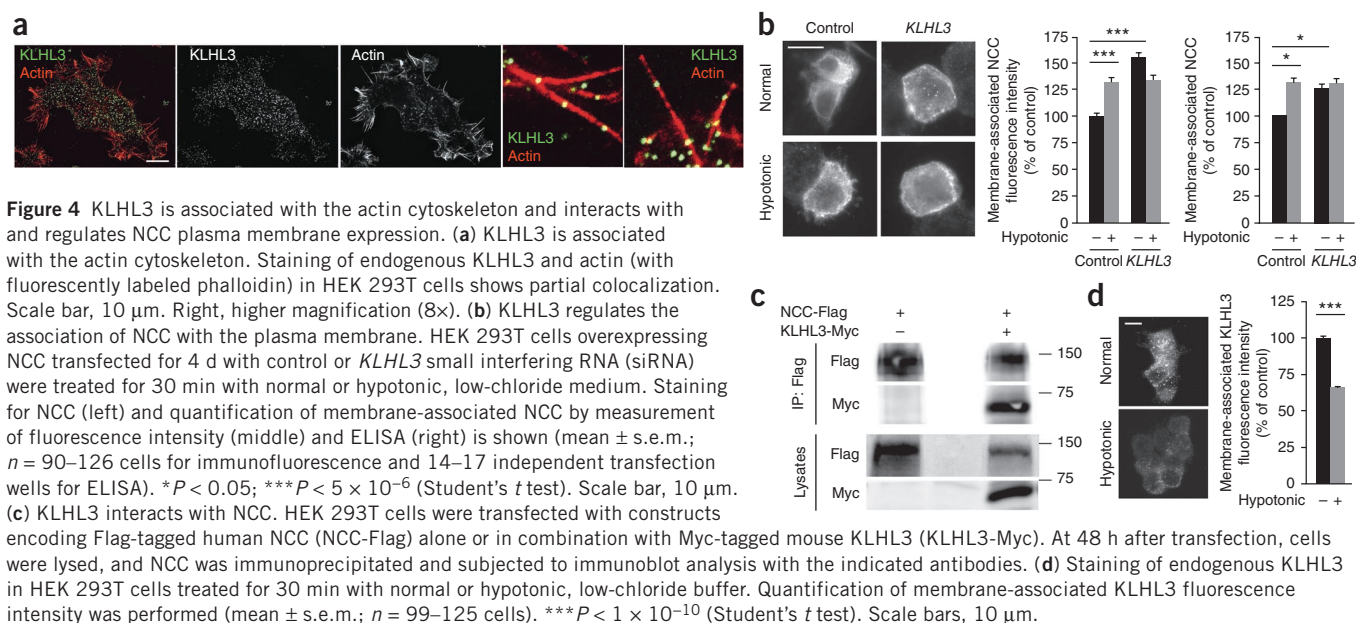 a
KLHL3
Actin
KLHL3
Actin
KLHL3
Actin
KLHL3
Actin
b
Control KLHL3
Normal
Hypotonic
Membrane-associated NCC
fluorescence intensity
(% of control)
175
150
125
100
75
50
25
0
***
***
Hypotonic – + – +
Control KLHL3
Membrane-associated NCC
(% of control)
175
150
125
100
75
50
25
0
*
*
Hypotonic – + – +
Control KLHL3
Figure 4 KLHL3 is associated with the actin cytoskeleton and interacts with
and regulates NCC plasma membrane expression. (a) KLHL3 is associated
with the actin cytoskeleton. Staining of endogenous KLHL3 and actin (with
fluorescently labeled phalloidin) in HEK 293T cells shows partial colocalization.
Scale bar, 10 μm. Right, higher magnification (8×). (b) KLHL3 regulates the
association of NCC with the plasma membrane. HEK 293T cells overexpressing
NCC transfected for 4 d with control or KLHL3 small interfering RNA (siRNA)
were treated for 30 min with normal or hypotonic, low-chloride medium. Staining
for NCC (left) and quantification of membrane-associated NCC by measurement
of fluorescence intensity (middle) and ELISA (right) is shown (mean ± s.e.m.;
n = 90–126 cells for immunofluorescence and 14–17 independent transfection
wells for ELISA). *P < 0.05; ***P < 5 × 10⁻⁶ (Student's t test). Scale bar, 10 μm.
(c) KLHL3 interacts with NCC. HEK 293T cells were transfected with constructs
c
NCC-Flag + +
KLHL3-Myc – +
IP: Flag
Flag
150
75
Myc
Lysates
Flag
150
75
Myc
d
Normal
Hypotonic
Membrane-associated KLHL3
fluorescence intensity
(% of control)
125
100
75
50
25
0
***
Hypotonic – +
encoding Flag-tagged human NCC (NCC-Flag) alone or in combination with Myc-tagged mouse KLHL3 (KLHL3-Myc). At 48 h after transfection, cells
were lysed, and NCC was immunoprecipitated and subjected to immunoblot analysis with the indicated antibodies. (d) Staining of endogenous KLHL3
in HEK 293T cells treated for 30 min with normal or hypotonic, low-chloride buffer. Quantification of membrane-associated KLHL3 fluorescence
intensity was performed (mean ± s.e.m.; n = 99–125 cells). ***P < 1 × 10⁻¹⁰ (Student's t test). Scale bars, 10 μm.